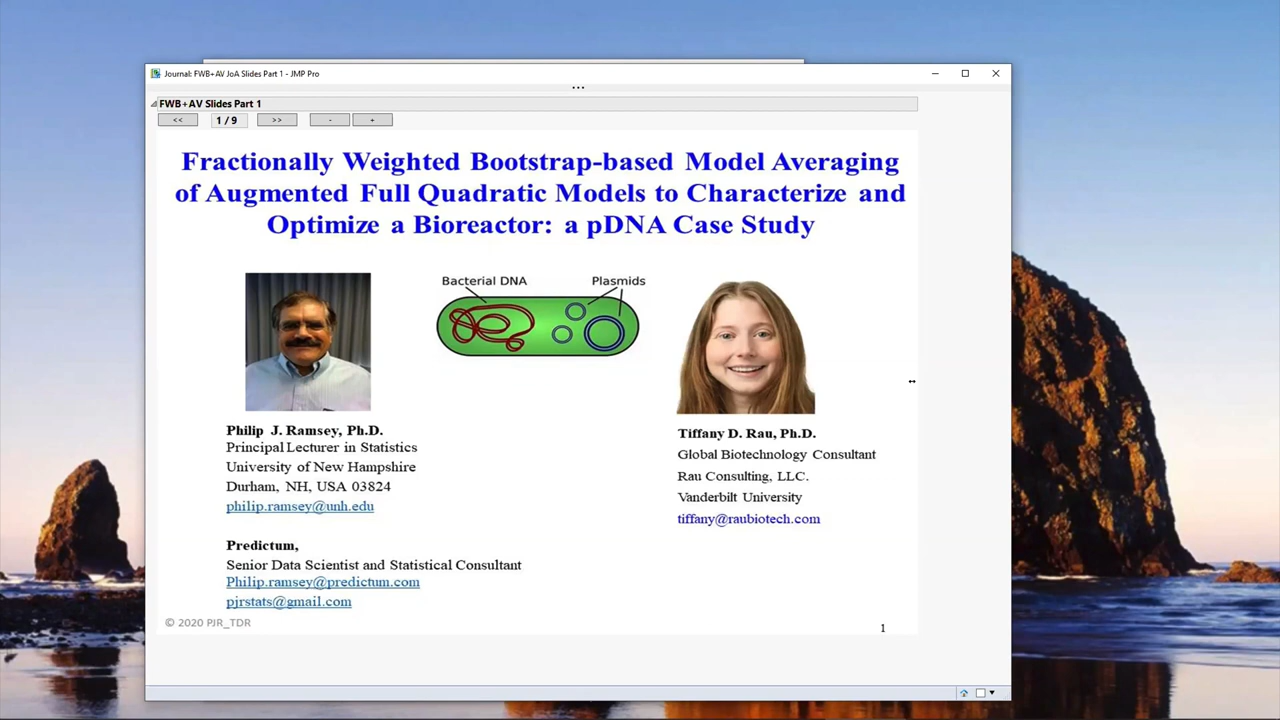 Journal: FWB+AV JoA Slides Part 1 - JMP Pro
FWB+AV Slides Part 1
<< 1 / 9 >> - +
Fractionally Weighted Bootstrap-based Model Averaging
of Augmented Full Quadratic Models to Characterize and
Optimize a Bioreactor: a pDNA Case Study
Bacterial DNA Plasmids
Philip J. Ramsey, Ph.D.
Principal Lecturer in Statistics
University of New Hampshire
Durham, NH, USA 03824
philip.ramsey@unh.edu
Predictum,
Senior Data Scientist and Statistical Consultant
Philip.ramsey@predictum.com
pjrstats@gmail.com
Tiffany D. Rau, Ph.D.
Global Biotechnology Consultant
Rau Consulting, LLC.
Vanderbilt University
tiffany@raubiotech.com
© 2020 PJR_TDR
1